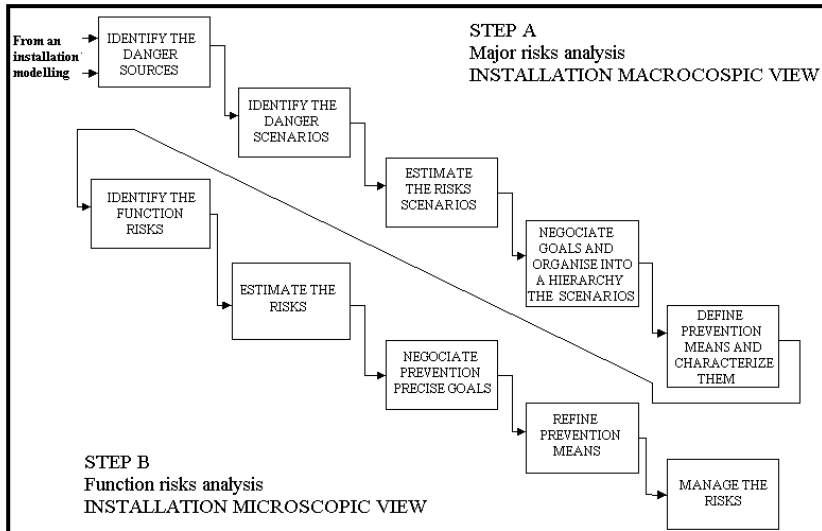 From an
installation
modelling
IDENTIFY THE
DANGER
SOURCES
STEP A
Major risks analysis
INSTALLATION MACROCOSPIC VIEW
IDENTIFY THE
DANGER
SCENARIOS
ESTIMATE
THE RISKS
SCENARIOS
NEGOCIATE
GOALS AND
ORGANISE INTO
A HIERARCHY
THE SCENARIOS
DEFINE
PREVENTION
MEANS AND
CHARACTERIZE
THEM
IDENTIFY THE
FUNCTION
RISKS
ESTIMATE THE
RISKS
NEGOCIATE
PREVENTION
PRECISE GOALS
REFINE
PREVENTION
MEANS
MANAGE THE
RISKS
STEP B
Function risks analysis
INSTALLATION MICROSCOPIC VIEW